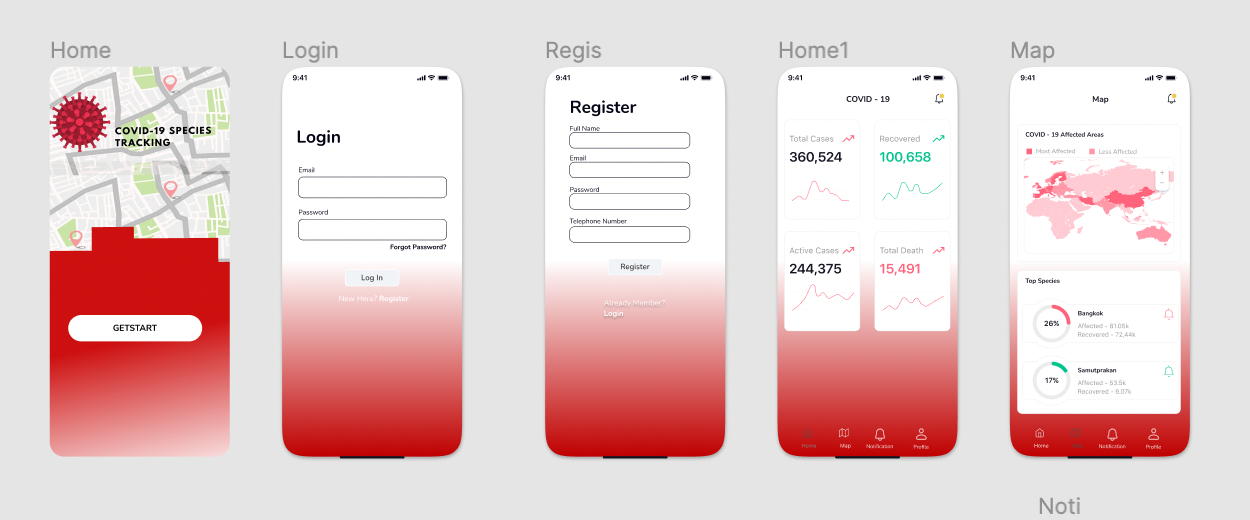 Home
Login
Regis
Home1
Map
COVID-19 SPECIES
TRACKING
GETSTART
9:41
Login
Email
Password
Forgot Password?
Log In
New Here? Register
9:41
Register
Full Name
Email
Password
Telephone Number
Register
Already Member?
Login
9:41
COVID - 19
Total Cases
360,524
Recovered
100,658
Active Cases
244,375
Total Death
15,491
Home
Map
Notification
Profile
9:41
Map
COVID - 19 Affected Areas
Most Affected
Less Affected
+
-
Top Species
26%
Bangkok
Affected - 81.05k
Recovered - 72,44k
17%
Samutprakan
Affected - 53.5k
Recovered - 9,07k
Home
Notification
Profile
Noti